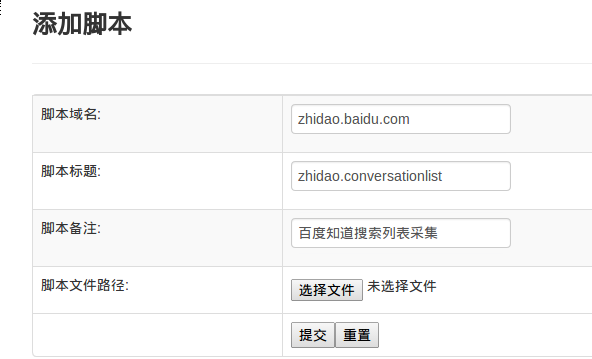 添加脚本
脚本域名: zhidao.baidu.com
脚本标题: zhidao.conversationlist
脚本备注: 百度知道搜索列表采集
脚本文件路径: 选择文件 未选择文件
提交 重置